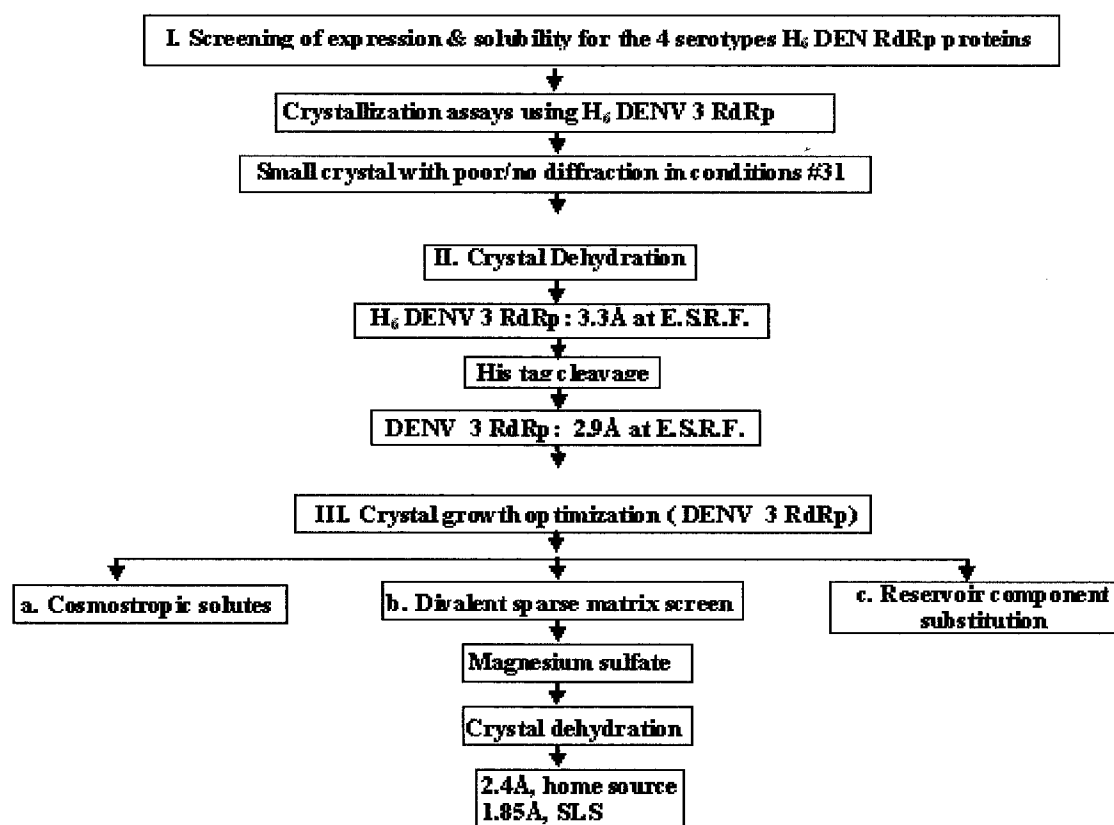 I. Screening of expression & solubility for the 4 serotypes H₆ DEN RdRp proteins
Crystallization assays using H₆ DENV 3 RdRp
Small crystal with poor/no diffraction in conditions #31
II. Crystal Dehydration
H₆ DENV 3 RdRp : 3.3Å at E.S.R.F.
His tag cleavage
DENV 3 RdRp : 2.9Å at E.S.R.F.
III. Crystal growth optimization ( DENV 3 RdRp)
a. Cosmostropic solutes
b. Divalent sparse matrix screen
c. Reservoir component
substitution
Magnesium sulfate
Crystal dehydration
2.4Å, home source
1.85Å, SLS